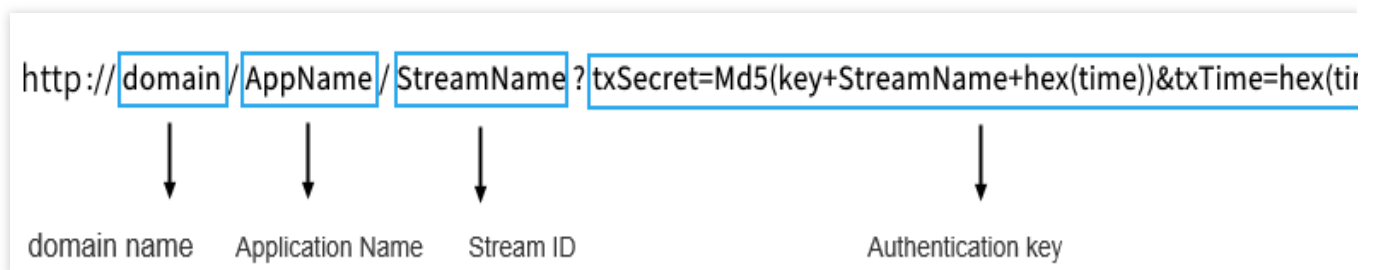 http://domain/AppName/StreamName?txSecret=Md5(key+StreamName+hex(time))&txTime=hex(
domain name Application Name Stream ID Authentication key